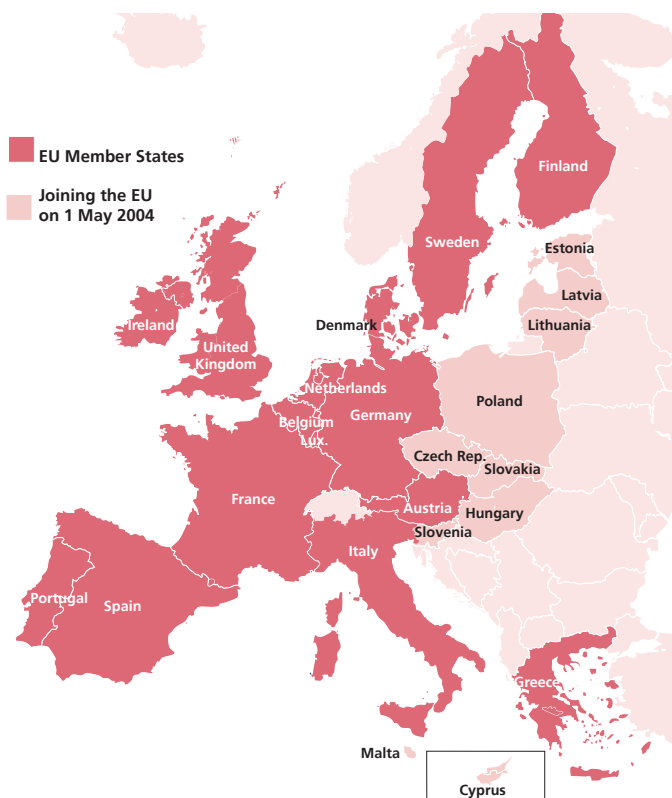 EU Member States
Joining the EU
on 1 May 2004
Finland
Sweden
Estonia
Latvia
Lithuania
Denmark
Ireland
United
Kingdom
Netherlands
Belgium
Lux.
Germany
Poland
Czech Rep.
Slovakia
Austria
Hungary
Slovenia
France
Italy
Portugal
Spain
Greece
Malta
Cyprus